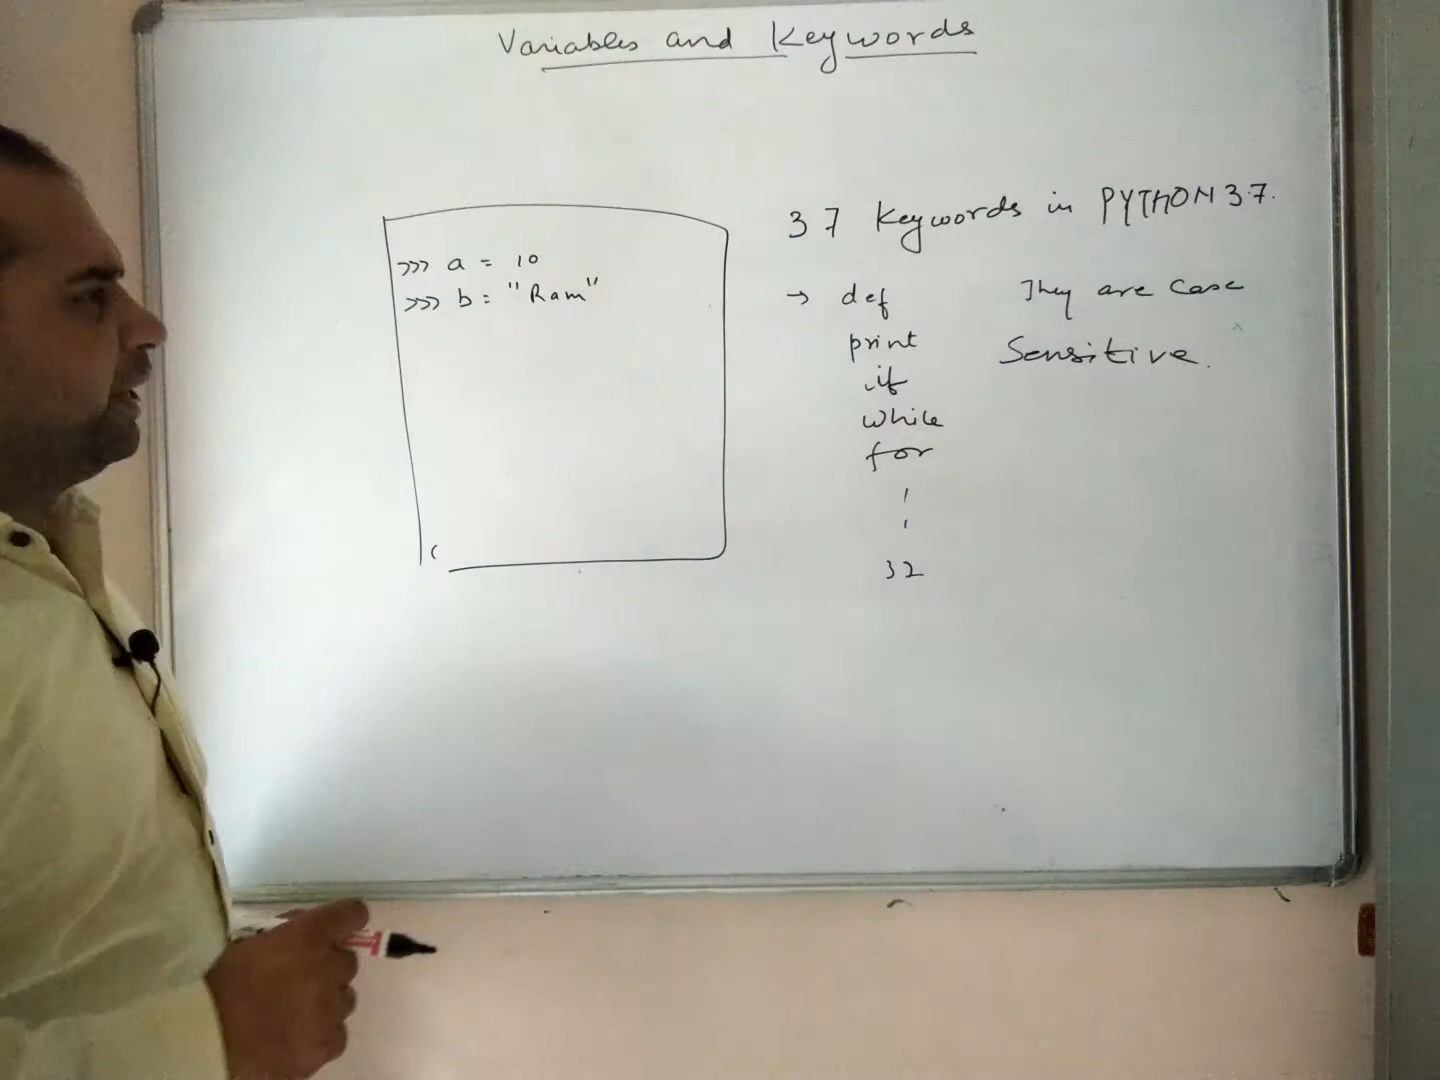 Variables and Keywords
>>> a = 10
>>> b = "Ram"
37 Keywords in PYTHON 3.7.
→ def
print
if
while
for
32
They are Case
Sensitive.